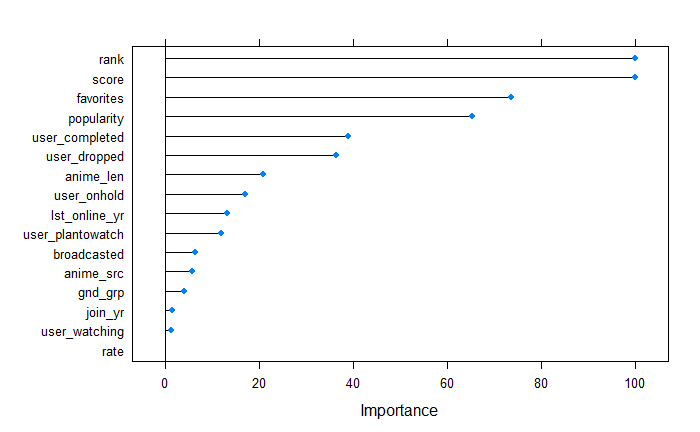 rank
score
favorites
popularity
user_completed
user_dropped
anime_len
user_onhold
lst_online_yr
user_plantowatch
broadcasted
anime_src
gnd_grp
join_yr
user_watching
rate
0 20 40 60 80 100
Importance